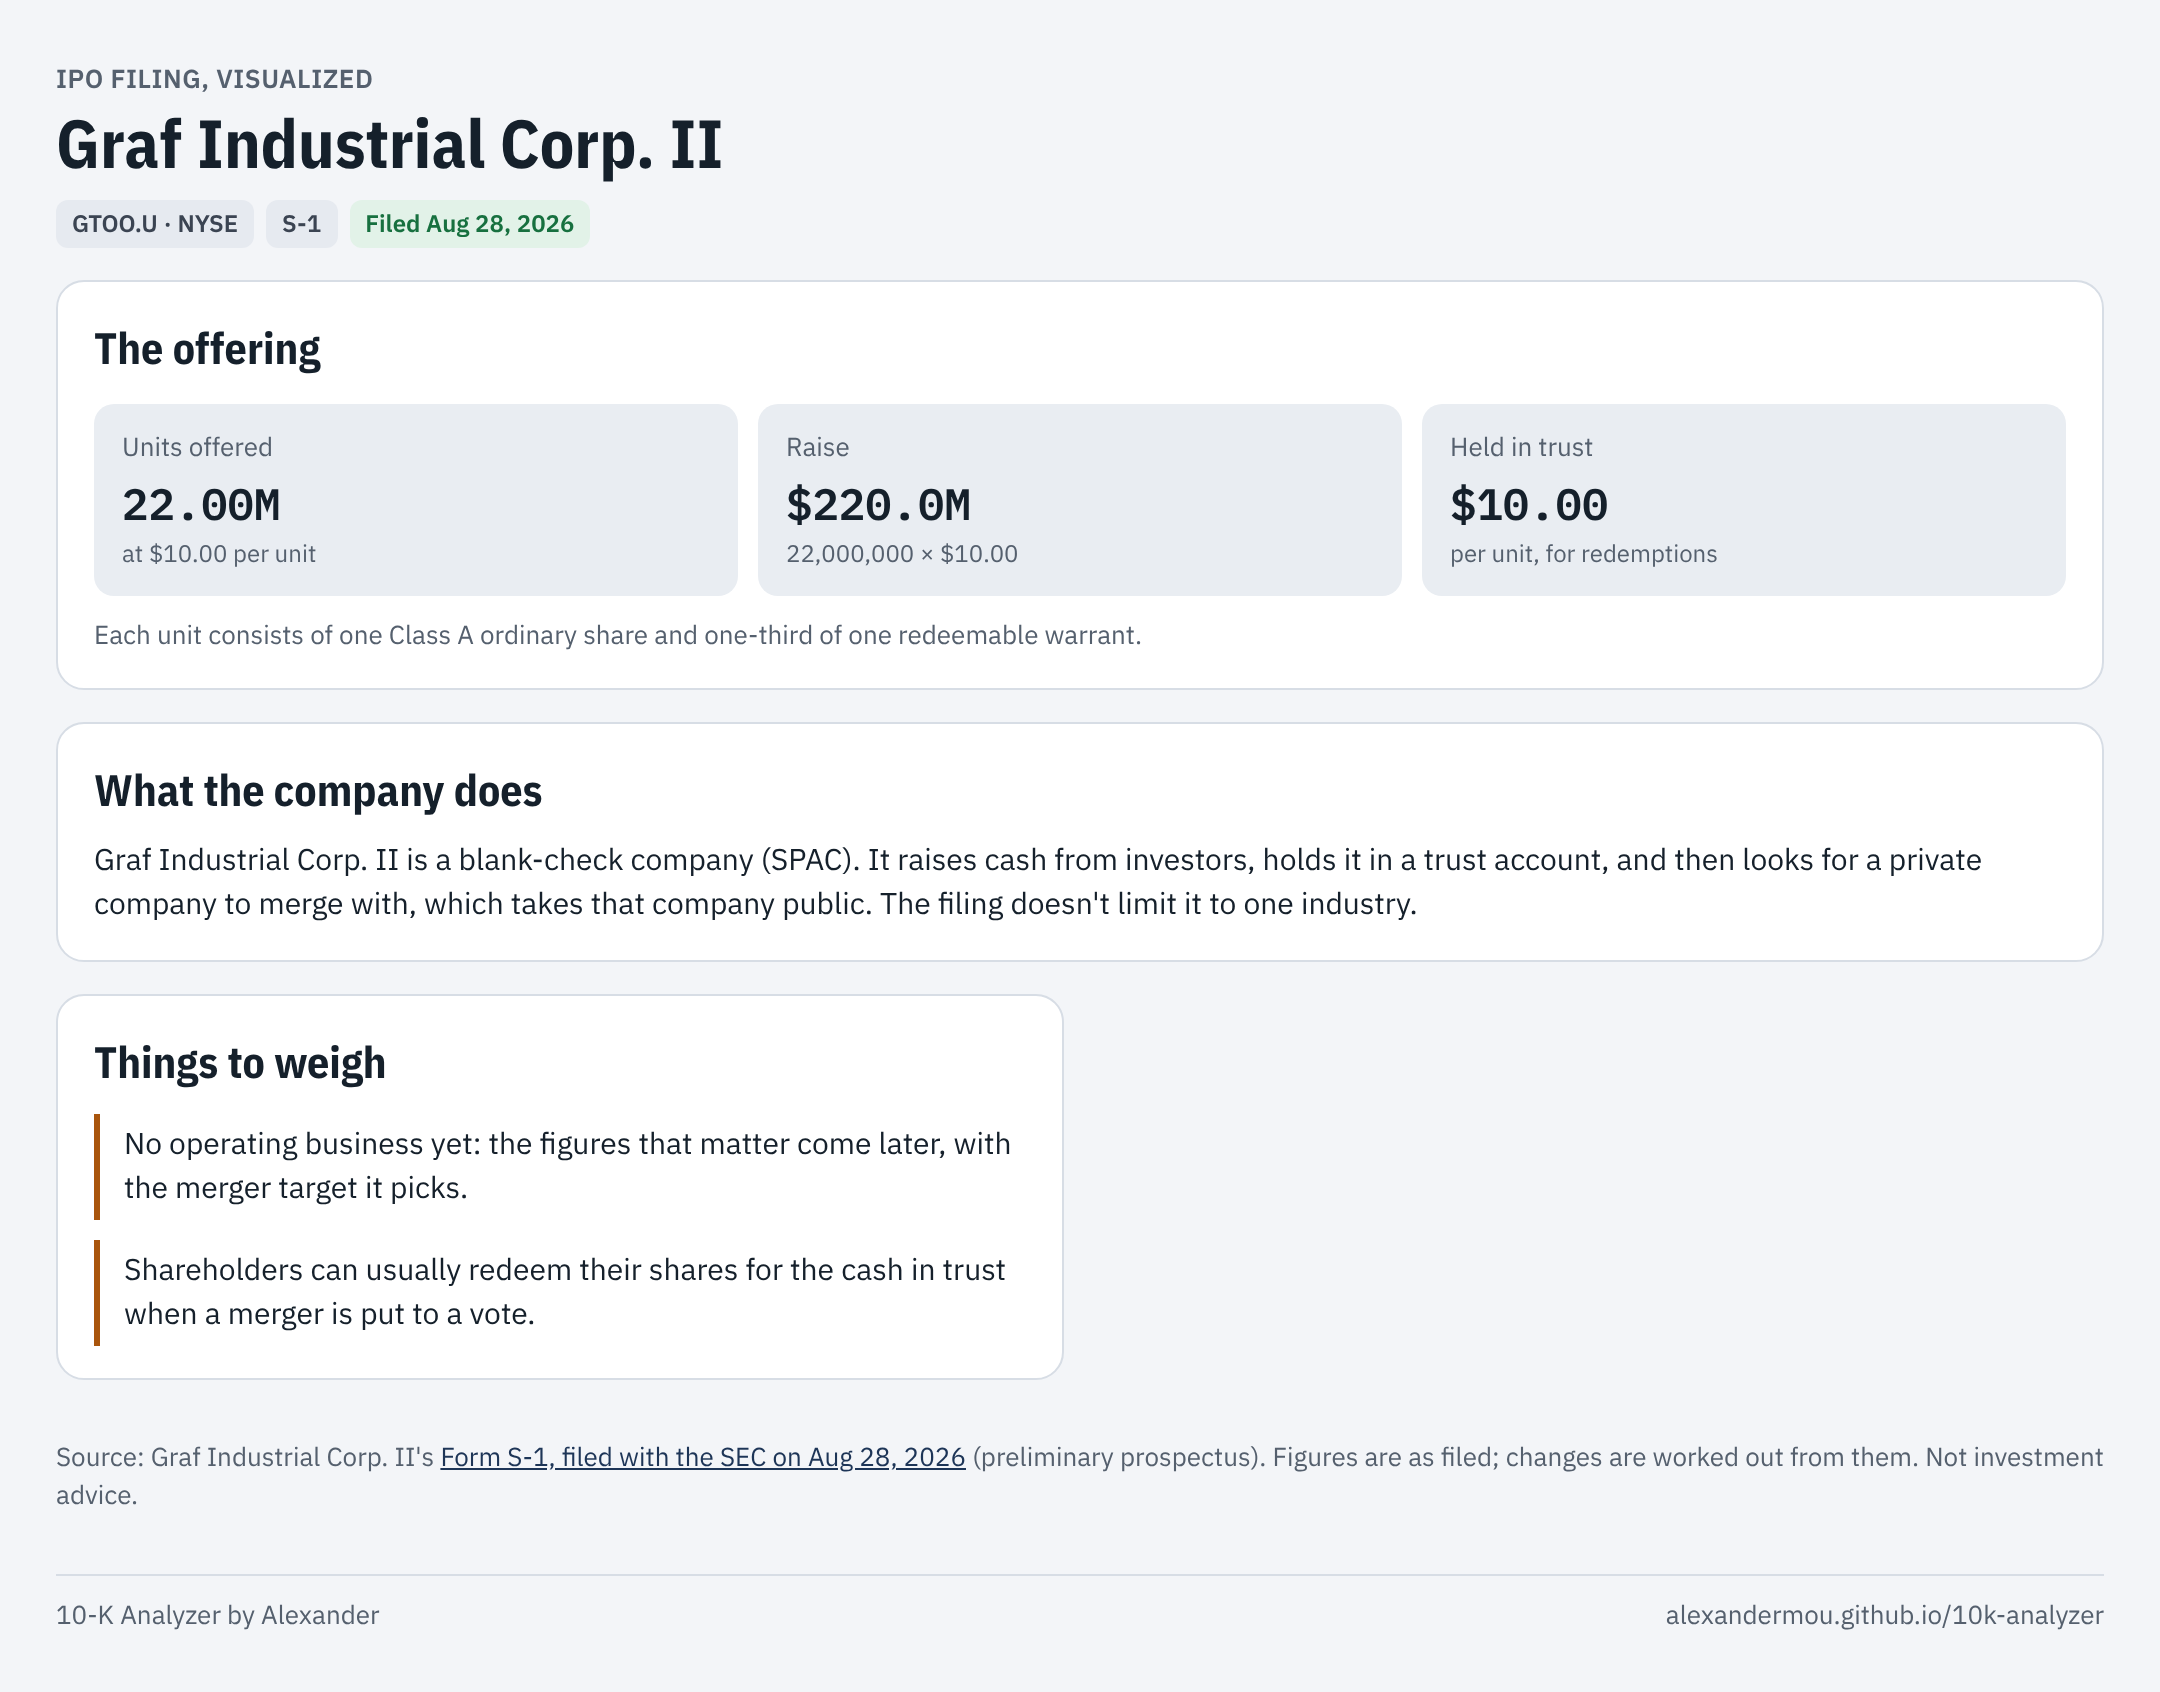 IPO FILING, VISUALIZED
Graf Industrial Corp. II
GTOO.U · NYSE S-1 Filed Aug 28, 2026
The offering
Units offered
22.00M
at $10.00 per unit
Raise
$220.0M
22,000,000 × $10.00
Held in trust
$10.00
per unit, for redemptions
Each unit consists of one Class A ordinary share and one-third of one redeemable warrant.
What the company does
Graf Industrial Corp. II is a blank-check company (SPAC). It raises cash from investors, holds it in a trust account, and then looks for a private
company to merge with, which takes that company public. The filing doesn't limit it to one industry.
Things to weigh
No operating business yet: the figures that matter come later, with
the merger target it picks.
Shareholders can usually redeem their shares for the cash in trust
when a merger is put to a vote.
Source: Graf Industrial Corp. II's Form S-1, filed with the SEC on Aug 28, 2026 (preliminary prospectus). Figures are as filed; changes are worked out from them. Not investment
advice.
10-K Analyzer by Alexander
alexandermou.github.io/10k-analyzer